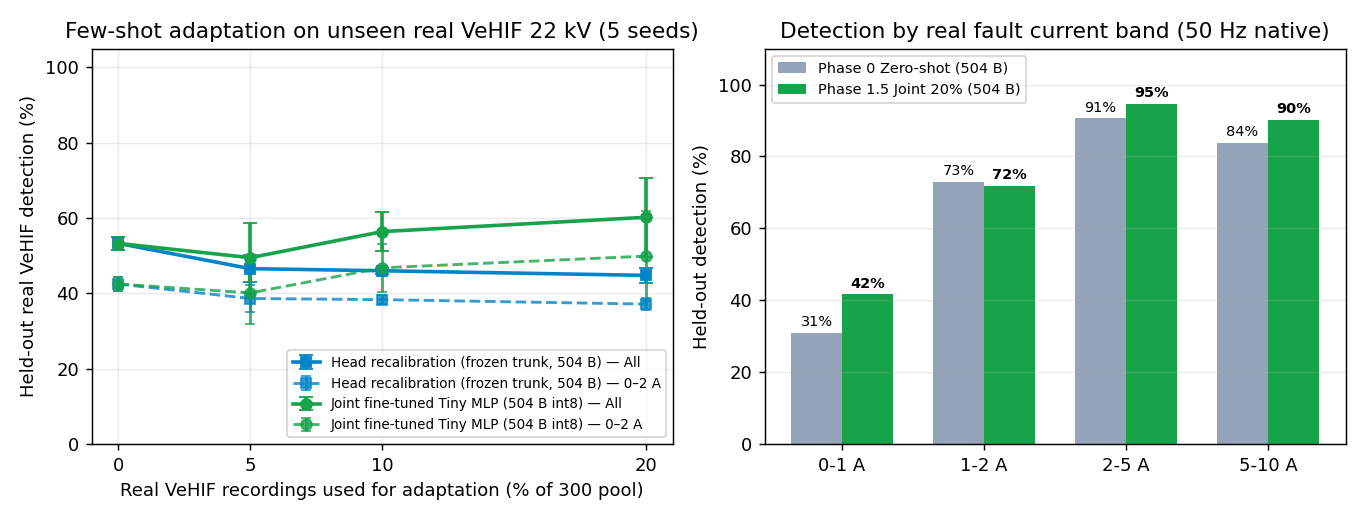 Few-shot adaptation on unseen real VeHIF 22 kV (5 seeds)
Held-out real VeHIF detection (%)
100
80
60
40
20
0
0
5
10
20
Real VeHIF recordings used for adaptation (% of 300 pool)
Head recalibration (frozen trunk, 504 B) — All
Head recalibration (frozen trunk, 504 B) — 0–2 A
Joint fine-tuned Tiny MLP (504 B int8) — All
Joint fine-tuned Tiny MLP (504 B int8) — 0–2 A
Detection by real fault current band (50 Hz native)
Held-out detection (%)
100
80
60
40
20
0
Phase 0 Zero-shot (504 B)
Phase 1.5 Joint 20% (504 B)
31%
42%
73%
72%
91%
95%
84%
90%
0-1 A
1-2 A
2-5 A
5-10 A